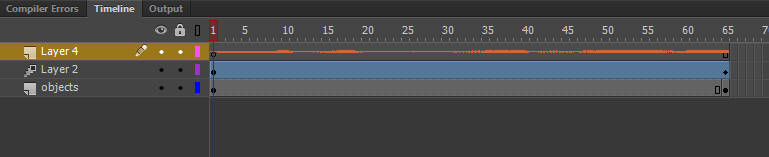 Compiler Errors Timeline Output
1 5 10 15 20 25 30 35 40 45 50 55 60 65 70
Layer 4
Layer 2
objects